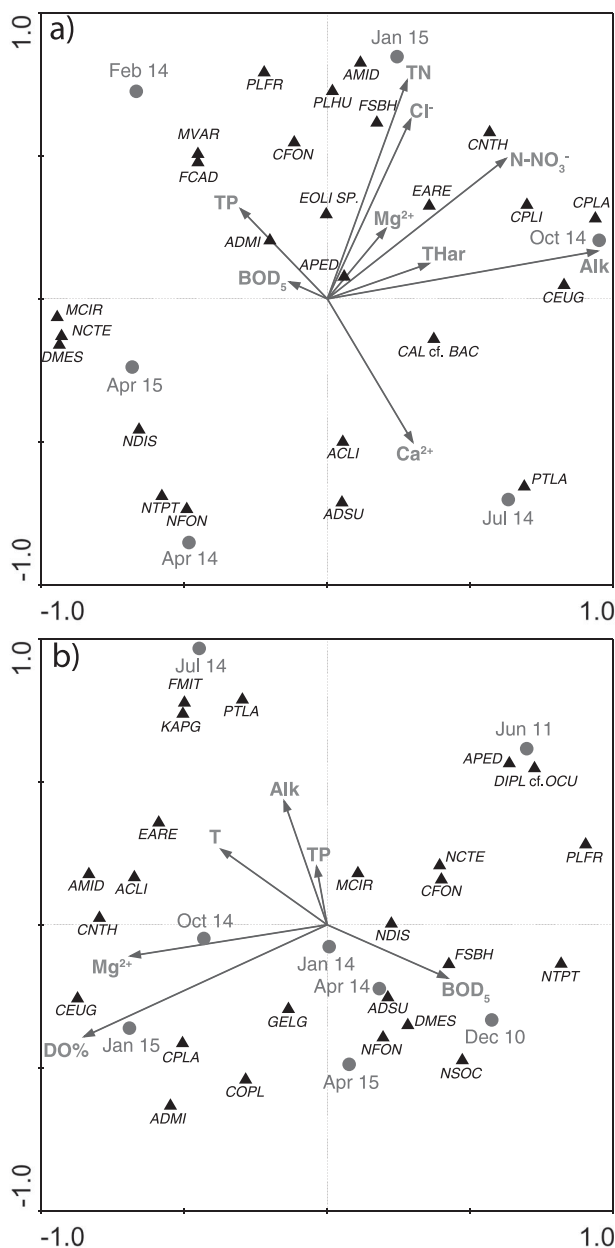 1.0
a)
Jan 15
Feb 14
PLFR
AMID
TN
PLHU
FSBH
Cl⁻
MVAR
CFON
CNTH
FCAD
N-NO₃⁻
TP
EOLI SP.
EARE
CPLI
CPLA
Mg²⁺
ADMI
Oct 14
APED
THar
Alk
BOD₅
CEUG
MCIR
NCTE
DMES
CAL cf. BAC
Apr 15
NDIS
ACLI
Ca²⁺
PTLA
NTPT
NFON
ADSU
Jul 14
Apr 14
-1.0
-1.0
1.0
1.0
b)
Jul 14
FMIT
KAPG
PTLA
Jun 11
APED
DIPL cf.OCU
Alk
EARE
T
PLFR
TP
NCTE
AMID
ACLI
MCIR
CFON
CNTH
NDIS
Oct 14
Jan 14
FSBH
Mg²⁺
Apr 14
NTPT
BOD₅
CEUG
ADSU
GELG
DMES
Dec 10
DO%
Jan 15
CPLA
NFON
Apr 15
NSOC
COPL
ADMI
-1.0
-1.0
1.0